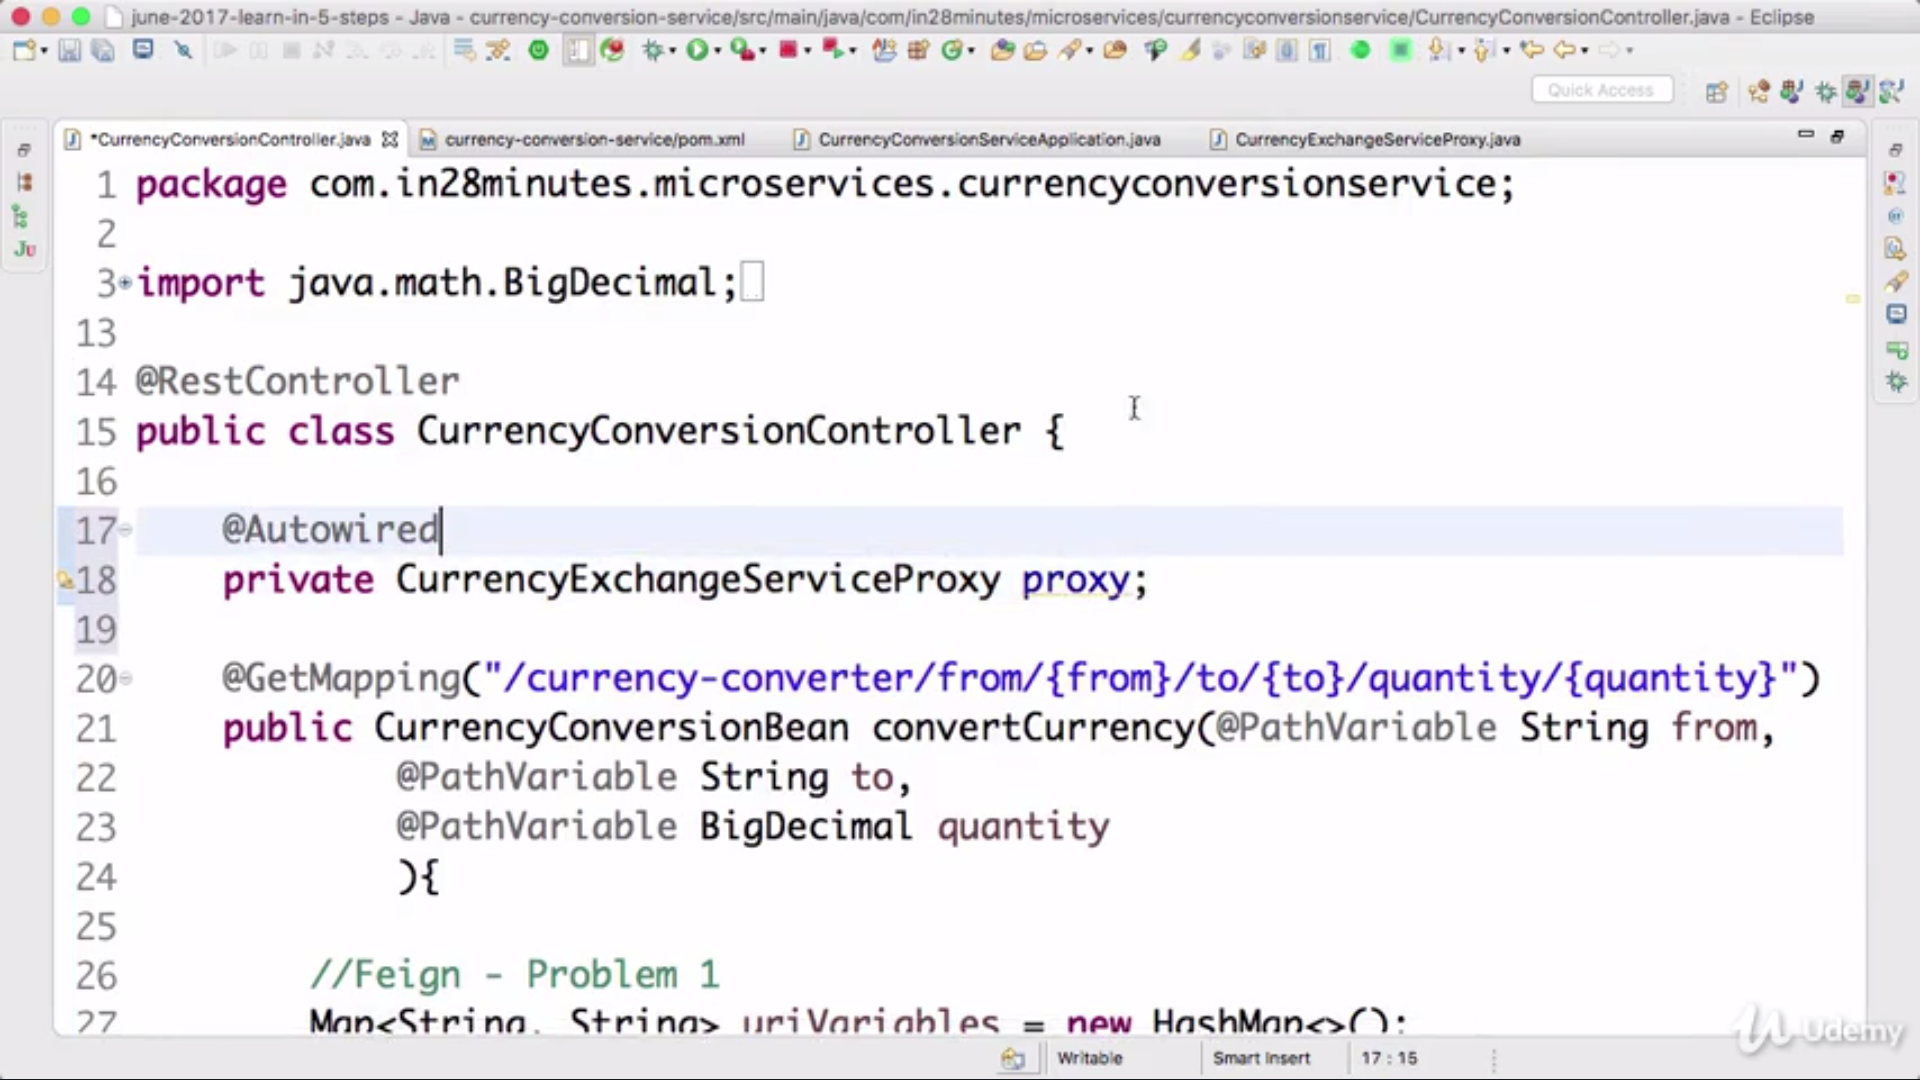 june-2017-learn-in-5-steps - Java - currency-conversion-service/src/main/java/com/in28minutes/microservices/currencyconversionservice/CurrencyConversionController.java - Eclipse
Quick Access
*CurrencyConversionController.java currency-conversion-service/pom.xml CurrencyConversionServiceApplication.java CurrencyExchangeServiceProxy.java
1 package com.in28minutes.microservices.currencyconversionservice;
2
3 import java.math.BigDecimal;
13
14 @RestController
15 public class CurrencyConversionController {
16
17 @Autowired
18 private CurrencyExchangeServiceProxy proxy;
19
20 @GetMapping("/currency-converter/from/{from}/to/{to}/quantity/{quantity}")
21 public CurrencyConversionBean convertCurrency(@PathVariable String from,
22 @PathVariable String to,
23 @PathVariable BigDecimal quantity
24 ){
25
26 //Feign - Problem 1
27 Map<String, String> uriVariables = new HashMap<>();
Ju
Writable Smart Insert 17 : 15
Udemy